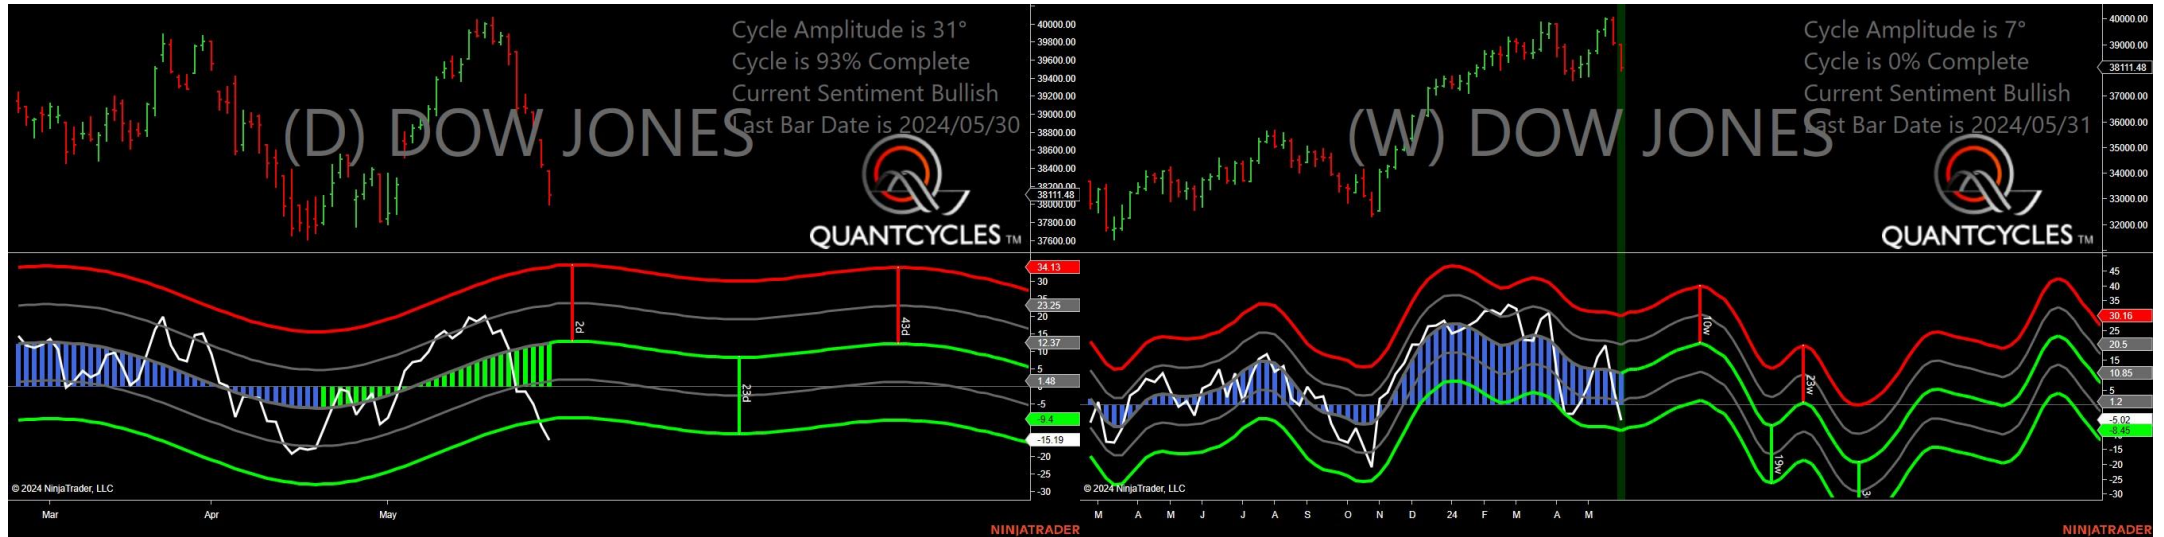 Cycle Amplitude is 31°
Cycle is 93% Complete
Current Sentiment Bullish
Last Bar Date is 2024/05/30
(D) DOW JONES
QUANTCYCLES TM
40000.00
39800.00
39600.00
39400.00
39200.00
39000.00
38800.00
38600.00
38400.00
38200.00
38111.48
38000.00
37800.00
37600.00
34.13
30
25
23.25
20
15
12.37
10
5
1.48
-5
-9.4
-15.19
-20
-25
-30
2d
43d
23d
© 2024 NinjaTrader, LLC
Mar Apr May
NINJATRADER
Cycle Amplitude is 7°
Cycle is 0% Complete
Current Sentiment Bullish
Last Bar Date is 2024/05/31
(W) DOW JONES
QUANTCYCLES TM
40000.00
39000.00
38111.48
37000.00
36000.00
35000.00
34000.00
33000.00
32000.00
45
40
35
30.16
25
20.5
15
10.85
5
1.2
-5.02
-8.45
-15
-20
-25
-30
10w
23w
19w
© 2024 NinjaTrader, LLC
M A M J J A S O N D 24 F M A M
NINJATRADER